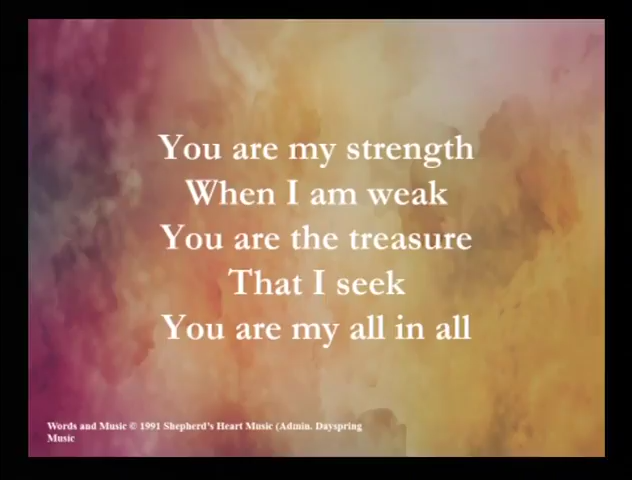 You are my strength
When I am weak
You are the treasure
That I seek
You are my all in all
Words and Music © 1991 Shepherd's Heart Music (Admin. Dayspring
Music